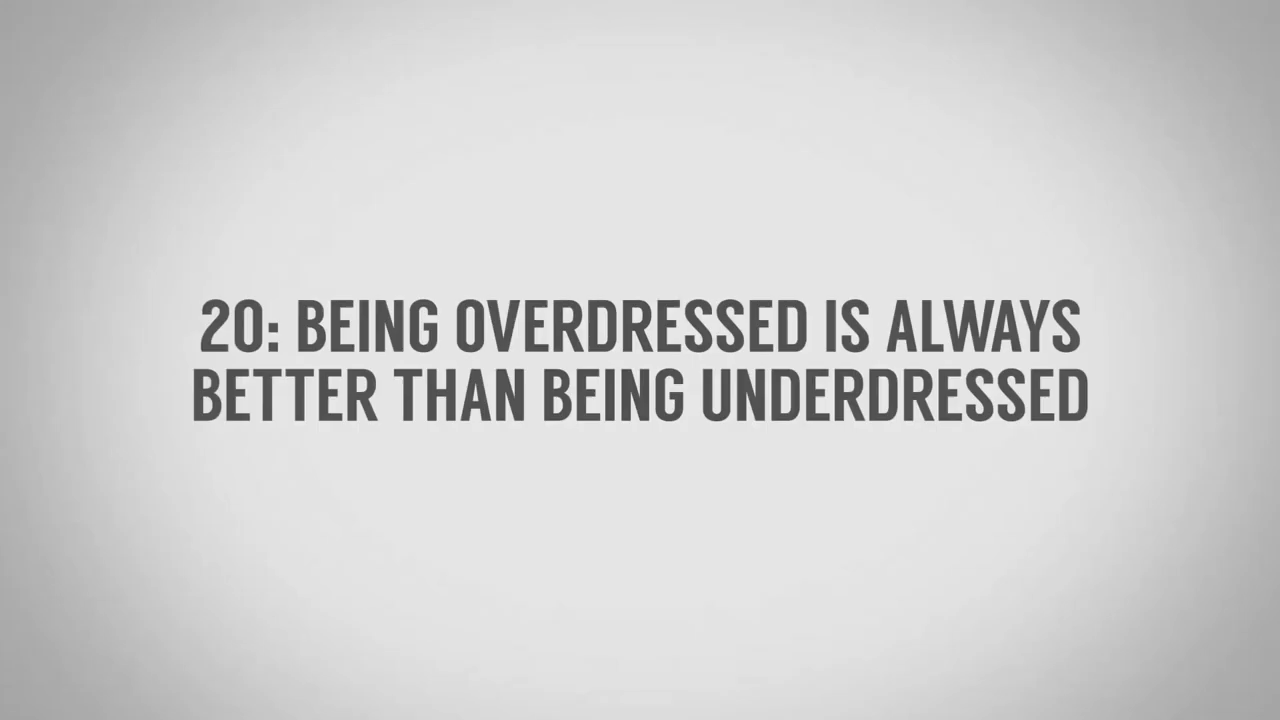 20: BEING OVERDRESSED IS ALWAYS
BETTER THAN BEING UNDERDRESSED